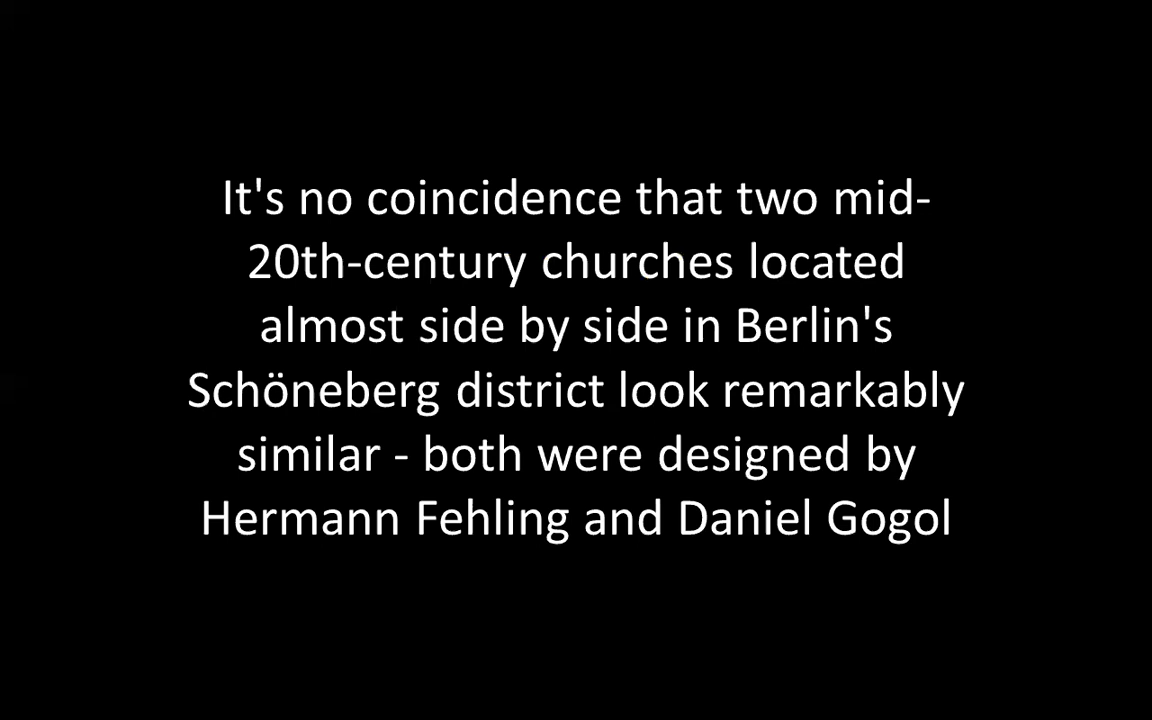 It's no coincidence that two mid-
20th-century churches located
almost side by side in Berlin's
Schöneberg district look remarkably
similar - both were designed by
Hermann Fehling and Daniel Gogol